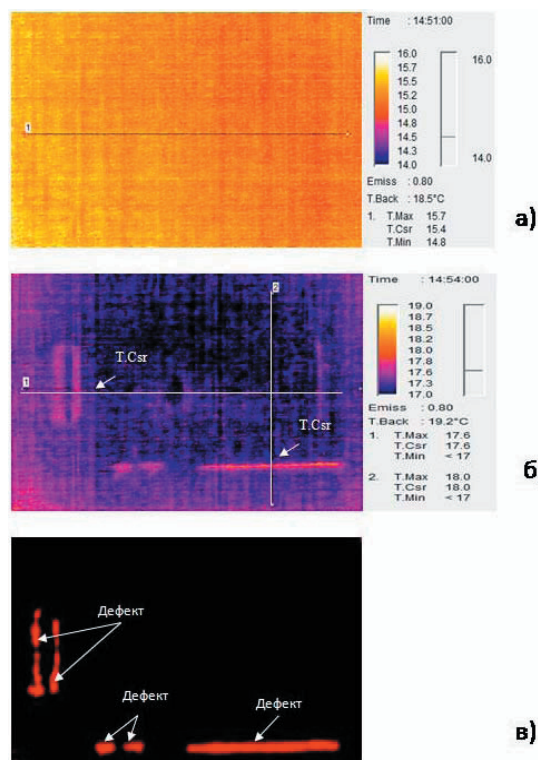 Time : 14:51:00
16.0
15.7
15.5
15.2
15.0
14.8
14.5
14.3
14.0
16.0
14.0
Emiss : 0.80
T.Back : 18.5°C
1. T.Max 15.7
T.Csr 15.4
T.Min 14.8
1
а)
Time : 14:54:00
19.0
18.7
18.5
18.2
18.0
17.8
17.6
17.3
17.0
Emiss : 0.80
T.Back : 19.2°C
1. T.Max 17.6
T.Csr 17.6
T.Min < 17
2. T.Max 18.0
T.Csr 18.0
T.Min < 17
2
T.Csr
1
T.Csr
б
Дефект
Дефект
Дефект
в)